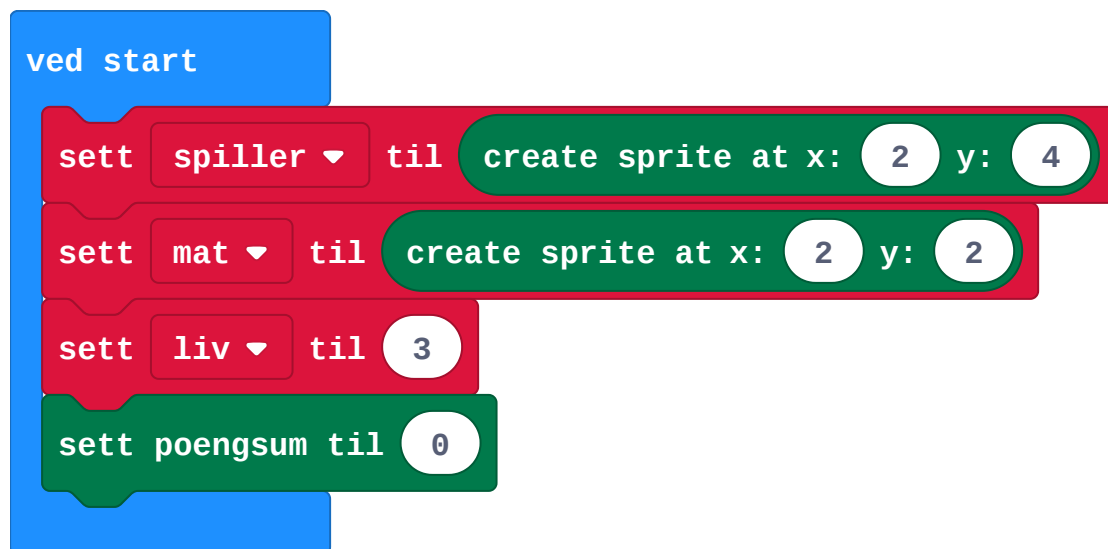 ved start
sett spiller til create sprite at x: 2 y: 4
sett mat til create sprite at x: 2 y: 2
sett liv til 3
sett poengsum til 0